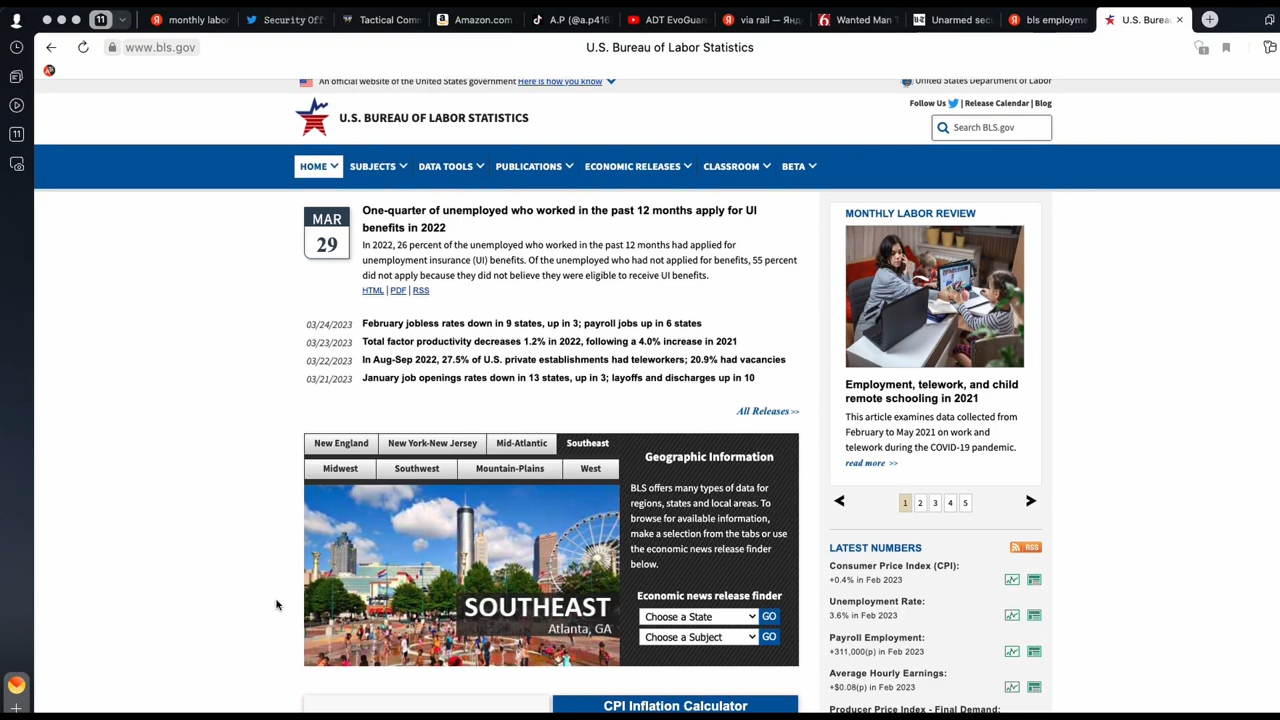 11
monthly labor
Security Off
Tactical Comm
Amazon.com
A.P (@a.p416
ADT EvoGuar
via rail — Янд
Wanted Man T
Unarmed secu
bls employme
U.S. Burea
www.bls.gov
U.S. Bureau of Labor Statistics
1
11
An official website of the United States government Here is how you know
United States Department of Labor
Follow Us | Release Calendar | Blog
U.S. BUREAU OF LABOR STATISTICS
Search BLS.gov
HOME SUBJECTS DATA TOOLS PUBLICATIONS ECONOMIC RELEASES CLASSROOM BETA
MAR
29
One-quarter of unemployed who worked in the past 12 months apply for UI
benefits in 2022
In 2022, 26 percent of the unemployed who worked in the past 12 months had applied for
unemployment insurance (UI) benefits. Of the unemployed who had not applied for benefits, 55 percent
did not apply because they did not believe they were eligible to receive UI benefits.
HTML | PDF | RSS
03/24/2023 February jobless rates down in 9 states, up in 3; payroll jobs up in 6 states
03/23/2023 Total factor productivity decreases 1.2% in 2022, following a 4.0% increase in 2021
03/22/2023 In Aug-Sep 2022, 27.5% of U.S. private establishments had teleworkers; 20.9% had vacancies
03/21/2023 January job openings rates down in 13 states, up in 3; layoffs and discharges up in 10
All Releases >>
New England New York-New Jersey Mid-Atlantic Southeast
Midwest Southwest Mountain-Plains West
SOUTHEAST
Atlanta, GA
Geographic Information
BLS offers many types of data for
regions, states and local areas. To
browse for available information,
make a selection from the tabs or use
the economic news release finder
below.
Economic news release finder
Choose a State GO
Choose a Subject GO
CPI Inflation Calculator
MONTHLY LABOR REVIEW
Employment, telework, and child
remote schooling in 2021
This article examines data collected from
February to May 2021 on work and
telework during the COVID-19 pandemic.
read more >>
1 2 3 4 5
LATEST NUMBERS
RSS
Consumer Price Index (CPI):
+0.4% in Feb 2023
Unemployment Rate:
3.6% in Feb 2023
Payroll Employment:
+311,000(p) in Feb 2023
Average Hourly Earnings:
+$0.08(p) in Feb 2023
Producer Price Index - Final Demand: